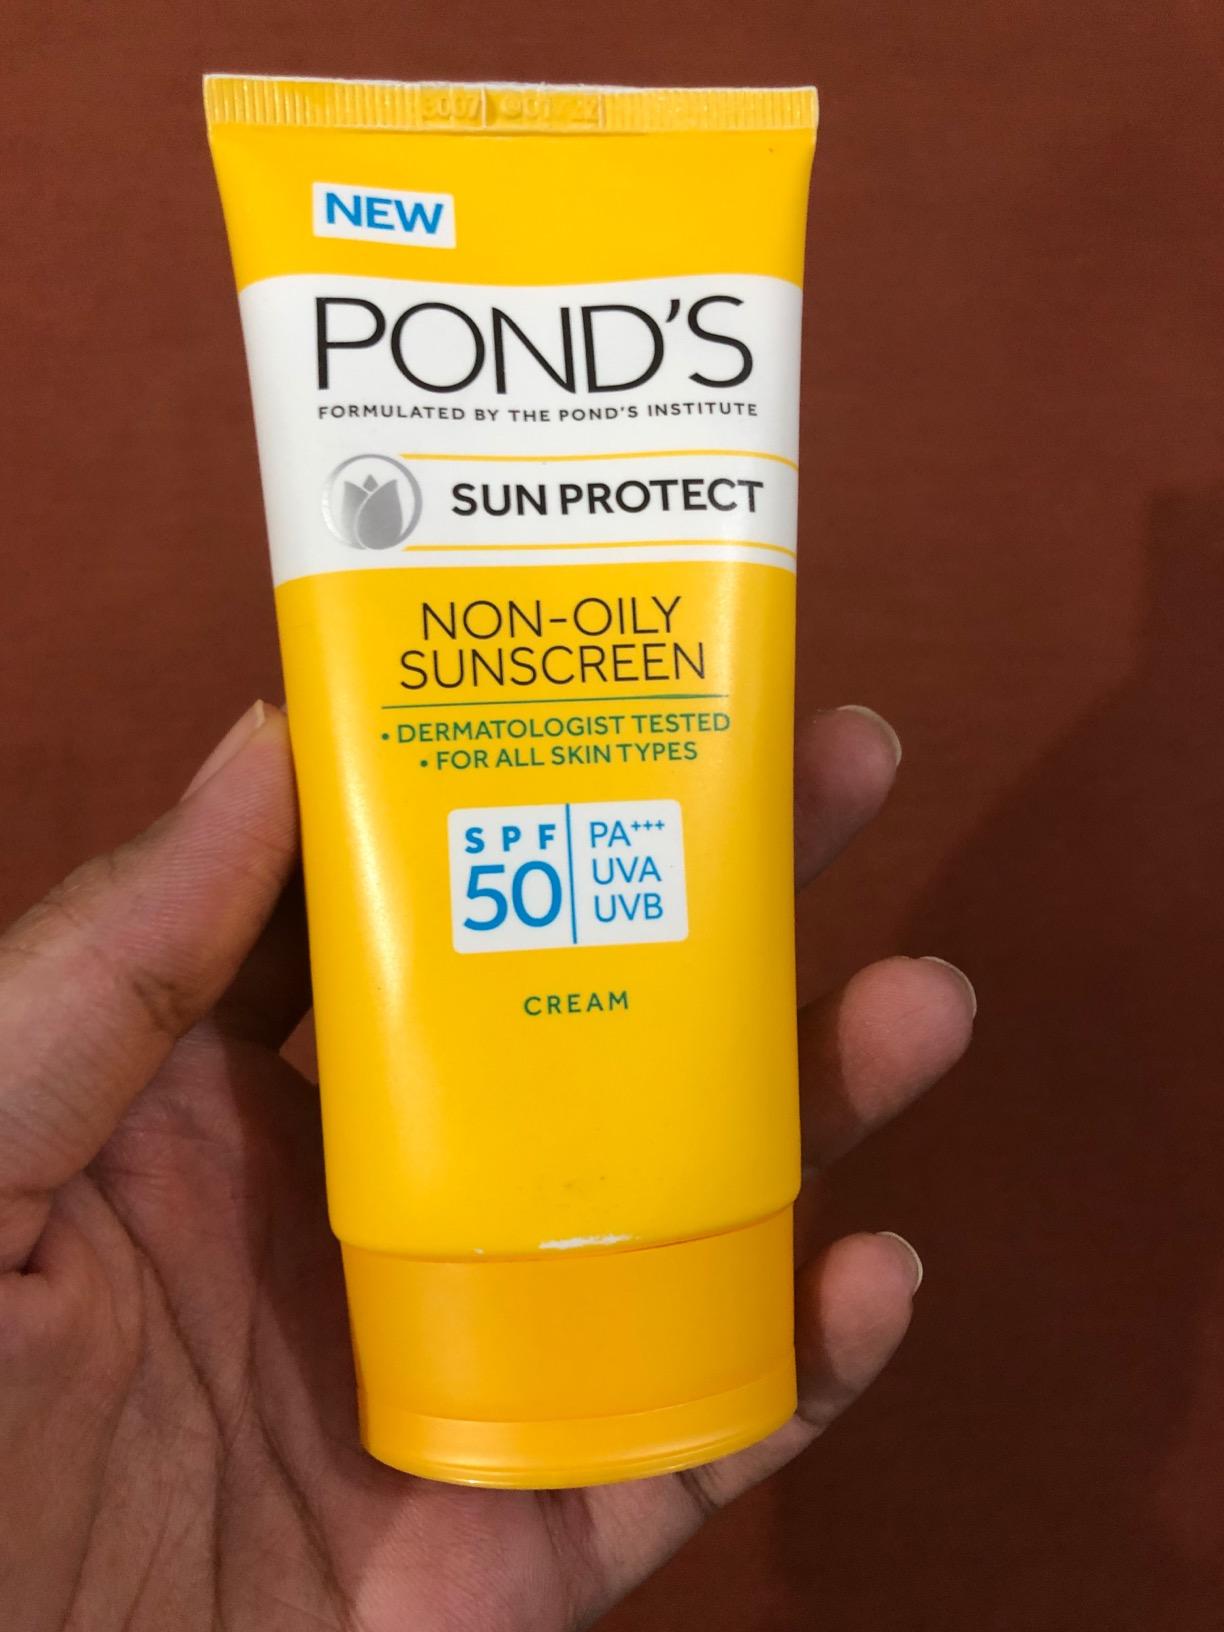 NEW
POND'S
FORMULATED BY THE POND'S INSTITUTE
SUN PROTECT
NON-OILY
SUNSCREEN
• DERMATOLOGIST TESTED
• FOR ALL SKIN TYPES
SPF
50
PA+++
UVA
UVB
CREAM